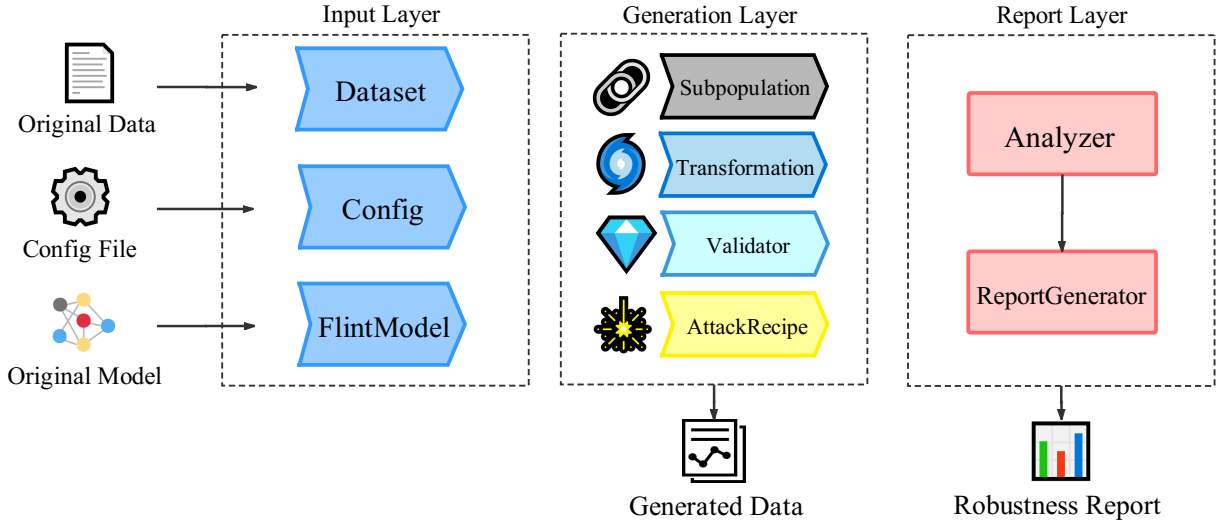 Input Layer
Generation Layer
Report Layer
Original Data
Dataset
Config File
Config
Original Model
FlintModel
Subpopulation
Transformation
Validator
AttackRecipe
Generated Data
Analyzer
ReportGenerator
Robustness Report